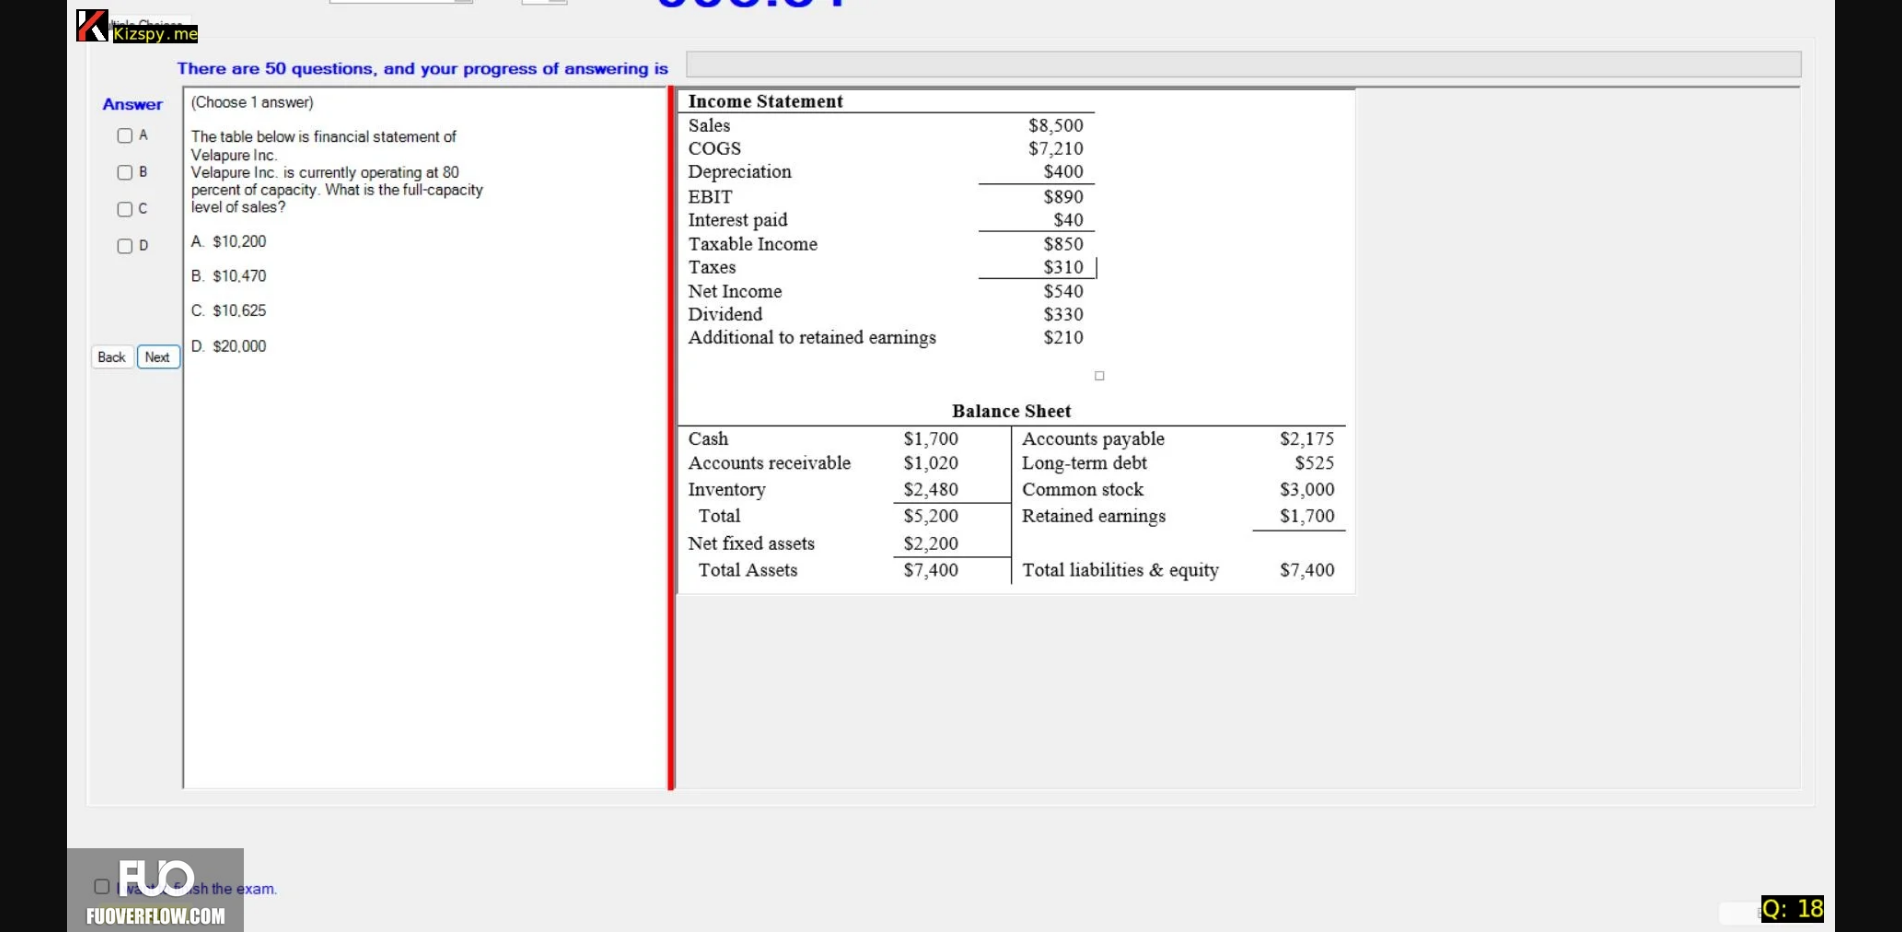 Kizspy.me
There are 50 questions, and your progress of answering is
Answer
A
B
C
D
Back Next
(Choose 1 answer)
The table below is financial statement of
Velapure Inc.
Velapure Inc. is currently operating at 80
percent of capacity. What is the full-capacity
level of sales?
A. $10,200
B. $10,470
C. $10,625
D. $20,000
Income Statement
Sales $8,500
COGS $7,210
Depreciation $400
EBIT $890
Interest paid $40
Taxable Income $850
Taxes $310
Net Income $540
Dividend $330
Additional to retained earnings $210
Balance Sheet
Cash $1,700 Accounts payable $2,175
Accounts receivable $1,020 Long-term debt $525
Inventory $2,480 Common stock $3,000
Total $5,200 Retained earnings $1,700
Net fixed assets $2,200
Total Assets $7,400 Total liabilities & equity $7,400
FUO
the exam.
FUOVERFLOW.COM
Q: 18